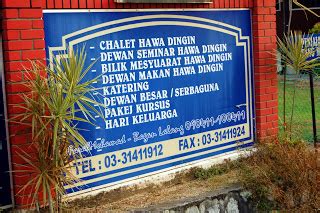 - CHALET HAWA DINGIN
- DEWAN SEMINAR HAWA DINGIN
- BILIK MESYUARAT HAWA DINGIN
- DEWAN MAKAN HAWA DINGIN
- KATERING
- DEWAN BESAR / SERBAGUNA
- PAKEJ KURSUS
- HARI KELUARGA
TEL : 03-31411912 FAX : 03-31411924